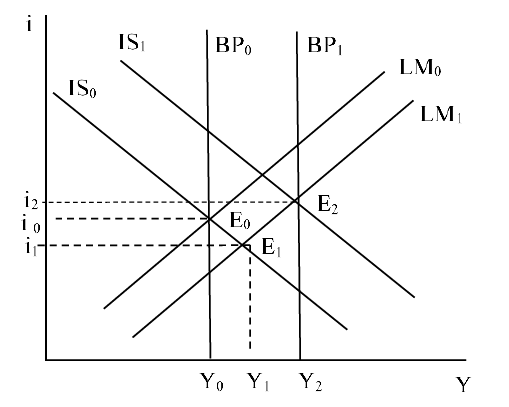 i
IS₁
BP₀
BP₁
LM₀
IS₀
LM₁
i₂
E₂
i₀
E₀
i₁
E₁
Y₀
Y₁
Y₂
Y